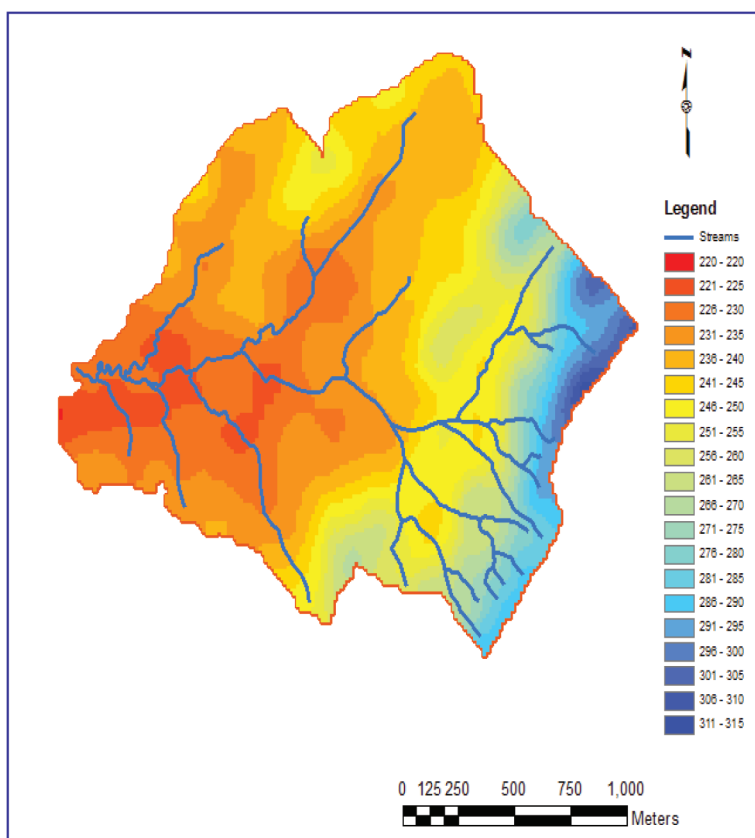 N
Legend
Streams
220 - 220
221 - 225
226 - 230
231 - 235
236 - 240
241 - 245
246 - 250
251 - 255
256 - 260
261 - 265
266 - 270
271 - 275
276 - 280
281 - 285
286 - 290
291 - 295
296 - 300
301 - 305
306 - 310
311 - 315
0 125 250 500 750 1,000
Meters